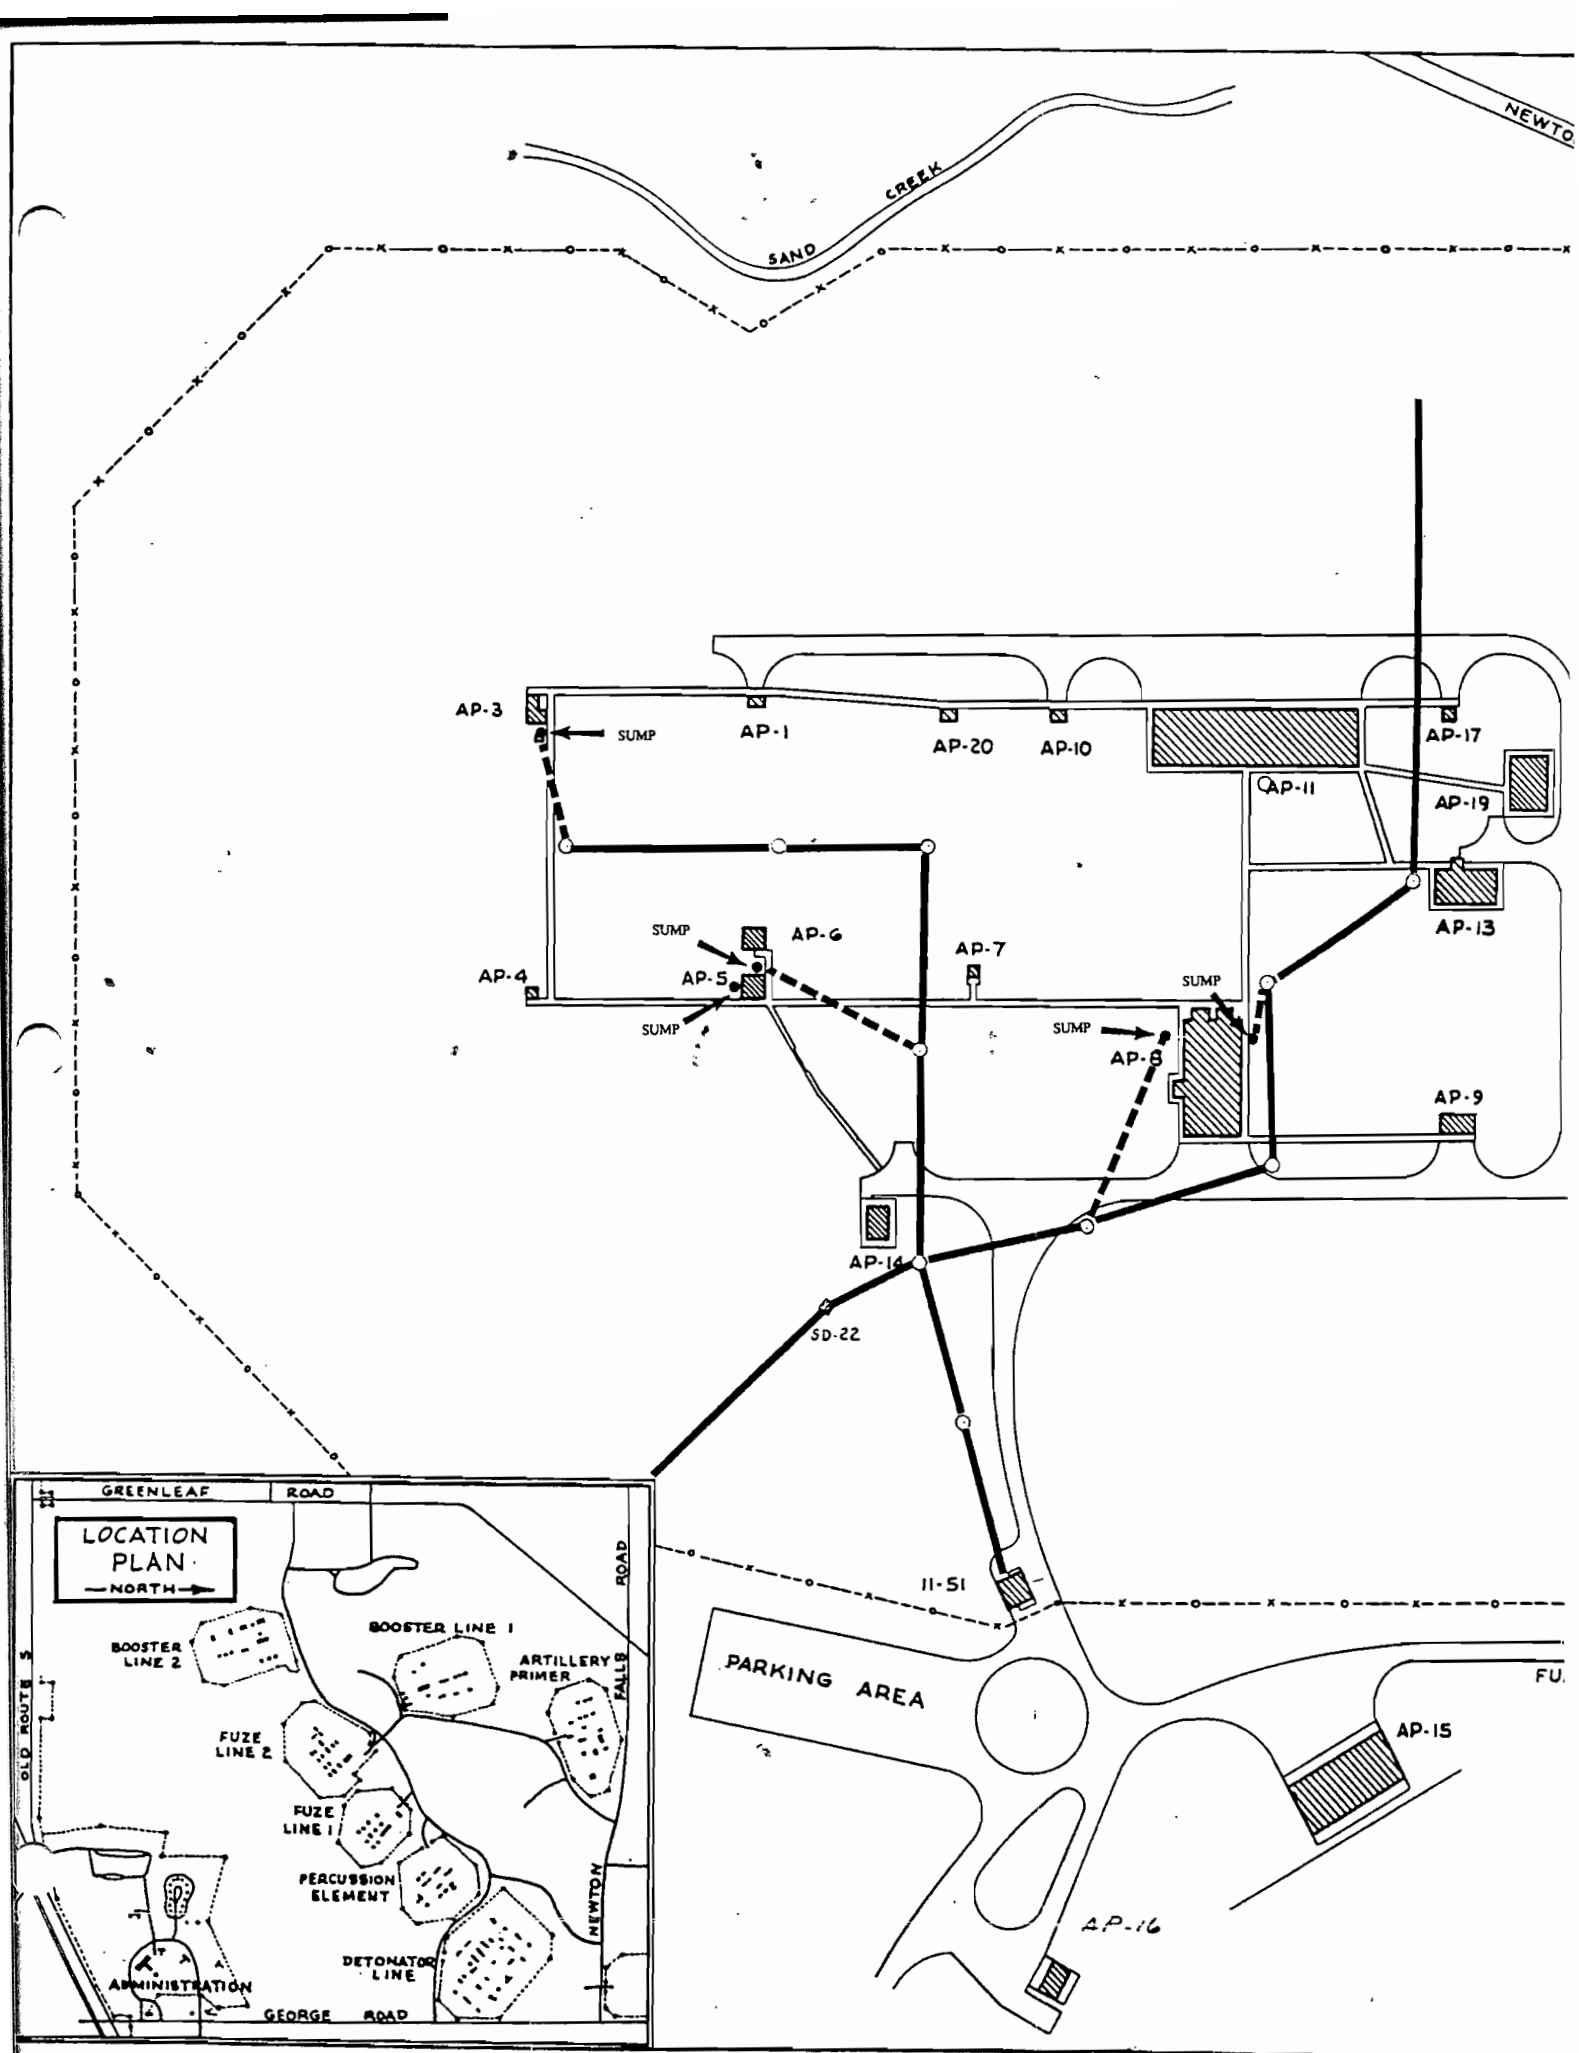 NEWTO
CREEK
SAND
AP-3
SUMP
AP-1
AP-20
AP-10
AP-17
AP-11
AP-19
SUMP
AP-6
AP-13
AP-7
AP-4
AP-5
SUMP
SUMP
SUMP
AP-8
AP-9
AP-14
SD-22
GREENLEAF ROAD
LOCATION
PLAN
NORTH
ROAD
11-51
BOOSTER LINE 1
BOOSTER
LINE 2
ARTILLERY
PRIMER
FALLS
PARKING AREA
FU
OLD ROUTE 5
FUZE
LINE 2
AP-15
FUZE
LINE 1
PERCUSSION
ELEMENT
NEWTON
AP-16
DETONATOR
LINE
ADMINISTRATION
GEORGE ROAD